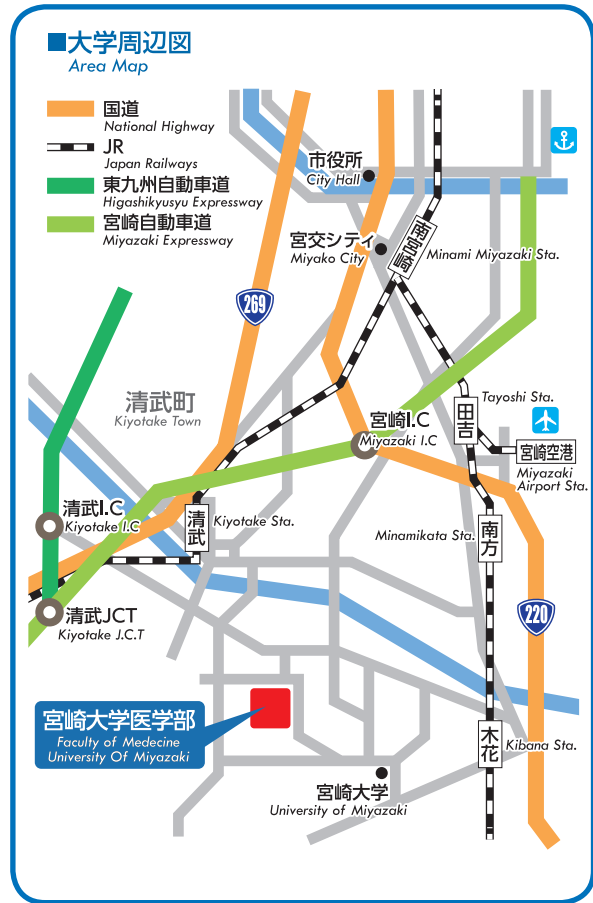 ■大学周辺図
Area Map
国道
National Highway
JR
Japan Railways
東九州自動車道
Higashikyusyu Expressway
宮崎自動車道
Miyazaki Expressway
市役所
City Hall
宮交シティ
Miyako City
南宮崎
Minami Miyazaki Sta.
269
清武町
Kiyotake Town
宮崎I.C
Miyazaki I.C
Tayoshi Sta.
田吉
宮崎空港
Miyazaki
Airport Sta.
清武I.C
Kiyotake I.C
清武
Kiyotake Sta.
Minamikata Sta.
南方
清武JCT
Kiyotake J.C.T
220
宮崎大学医学部
Faculty of Medecine
University Of Miyazaki
木花
Kibana Sta.
宮崎大学
University of Miyazaki